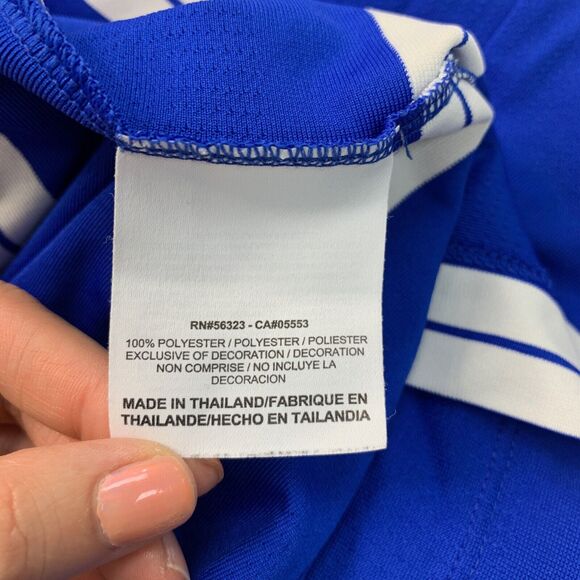 RN#56323 - CA#05553
100% POLYESTER / POLYESTER / POLIESTER
EXCLUSIVE OF DECORATION / DECORATION
NON COMPRISE / NO INCLUYE LA
DECORACION
MADE IN THAILAND/FABRIQUE EN
THAILANDE/HECHO EN TAILANDIA